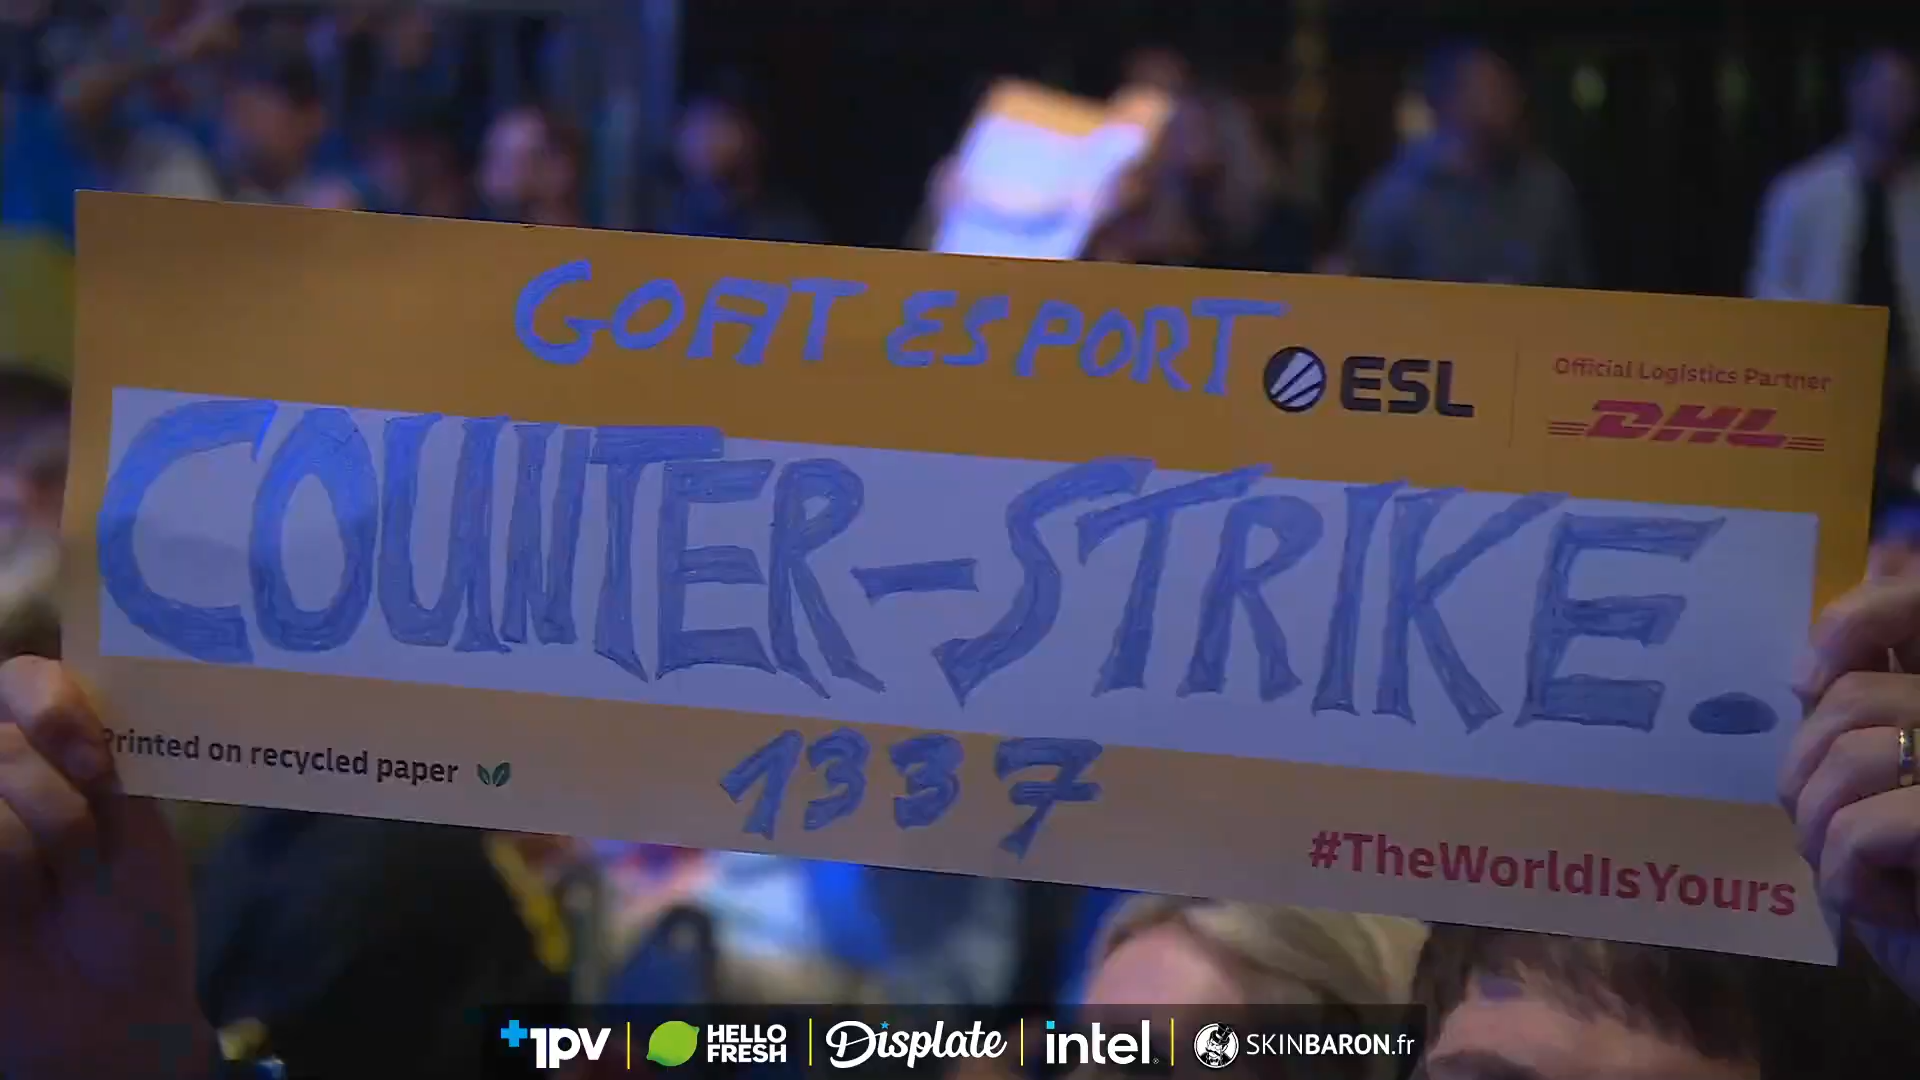 GOAT ESPORT
ESL
Official Logistics Partner
DHL
COUNTER-STRIKE.
Printed on recycled paper
1337
#TheWorldIsYours
+1PV
HELLO FRESH
Displate
intel.
SKINBARON.fr